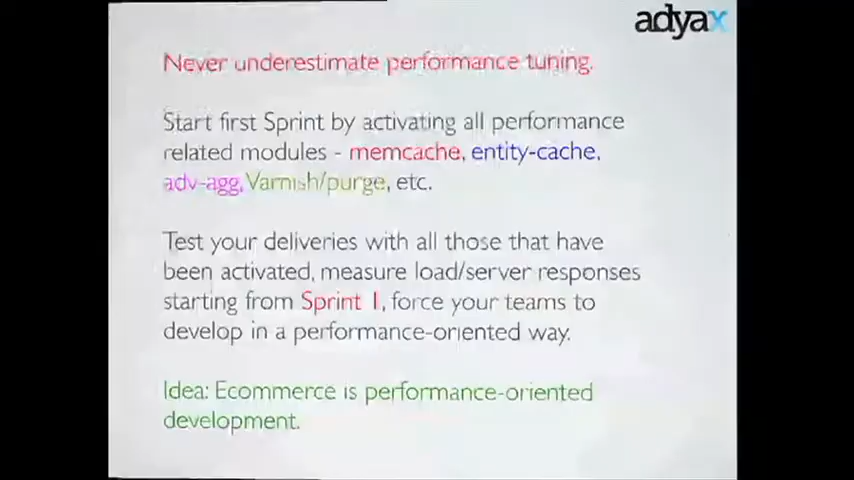 adyax
Never underestimate performance tuning.
Start first Sprint by activating all performance
related modules - memcache, entity-cache,
adv-agg, Varnish/purge, etc.
Test your deliveries with all those that have
been activated, measure load/server responses
starting from Sprint 1, force your teams to
develop in a performance-oriented way.
Idea: Ecommerce is performance-oriented
development.